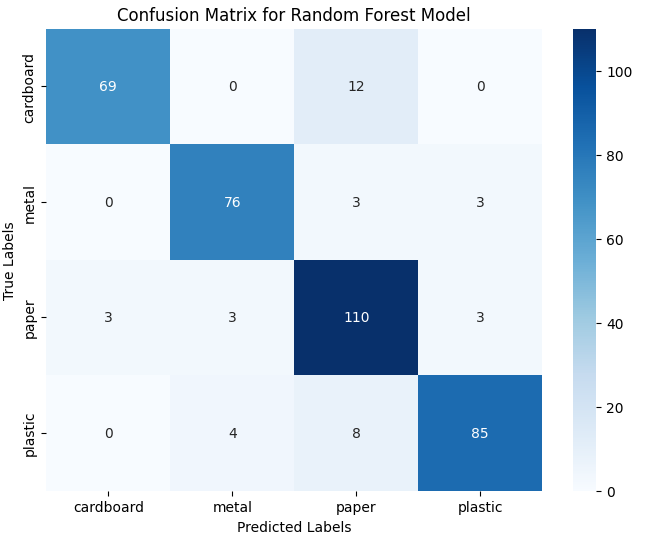 Confusion Matrix for Random Forest Model
True Labels
cardboard 69 0 12 0
metal 0 76 3 3
paper 3 3 110 3
plastic 0 4 8 85
cardboard metal paper plastic
Predicted Labels
100
80
60
40
20
0